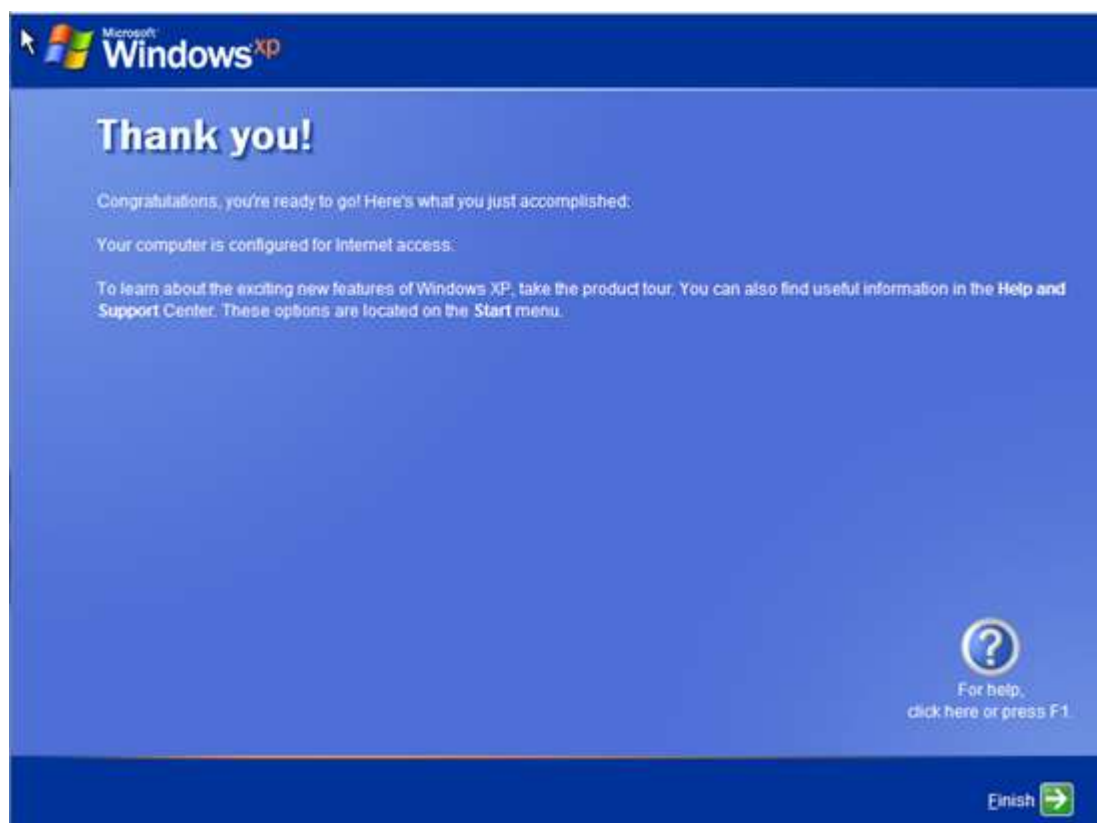 Microsoft
Windows xp
Thank you!
Congratulations, you're ready to go! Here's what you just accomplished:
Your computer is configured for Internet access.
To learn about the exciting new features of Windows XP, take the product tour. You can also find useful information in the Help and
Support Center. These options are located on the Start menu.
?
For help,
click here or press F1.
Finish